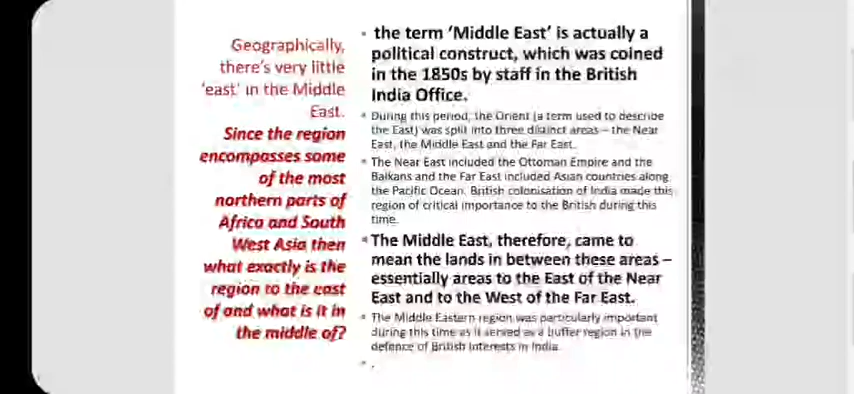 Geographically,
there's very little
'east' in the Middle
East.
Since the region
encompasses some
of the most
northern parts of
Africa and South
West Asia then
what exactly is the
region to the east
of and what is it in
the middle of?
• the term 'Middle East' is actually a
political construct, which was coined
in the 1850s by staff in the British
India Office.
• During this period, the Orient (a term used to describe
the East) was split into three distinct areas – the Near
East, the Middle East and the Far East.
• The Near East included the Ottoman Empire and the
Balkans and the Far East included Asian countries along
the Pacific Ocean. British colonisation of India made this
region of critical importance to the British during this
time.
• The Middle East, therefore, came to
mean the lands in between these areas –
essentially areas to the East of the Near
East and to the West of the Far East.
• The Middle Eastern region was particularly important
during this time as it served as a buffer region in the
defence of British interests in India.
• .